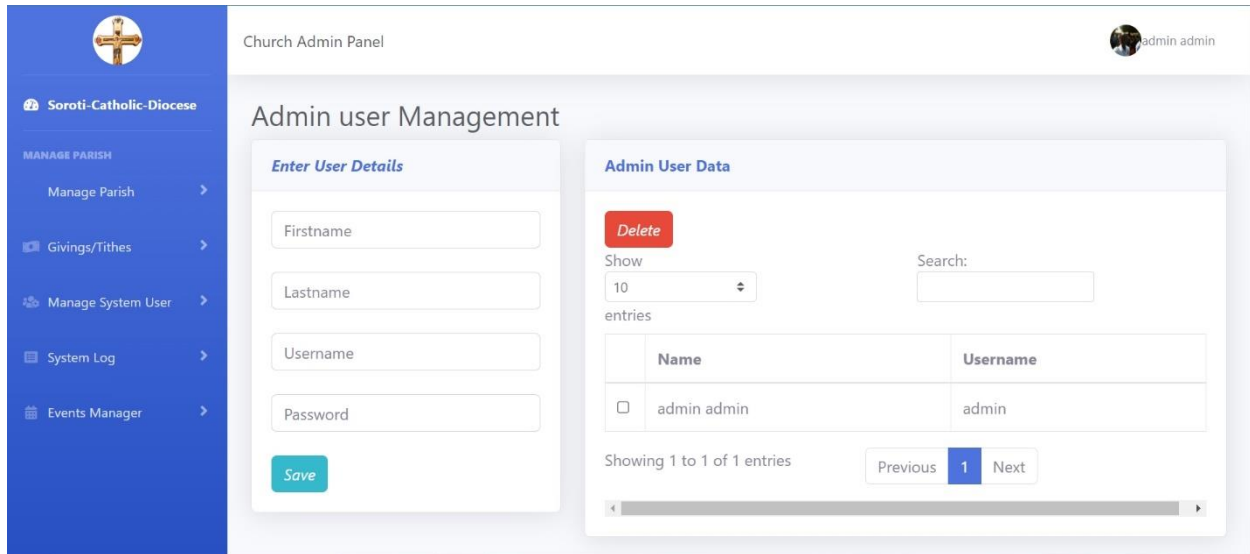 Church Admin Panel
admin admin
Soroti-Catholic-Diocese
MANAGE PARISH
Manage Parish
Givings/Tithes
Manage System User
System Log
Events Manager
Admin user Management
Enter User Details
Firstname
Lastname
Username
Password
Save
Admin User Data
Delete
Show
10
entries
Search:
Name Username
admin admin admin
Showing 1 to 1 of 1 entries
Previous 1 Next